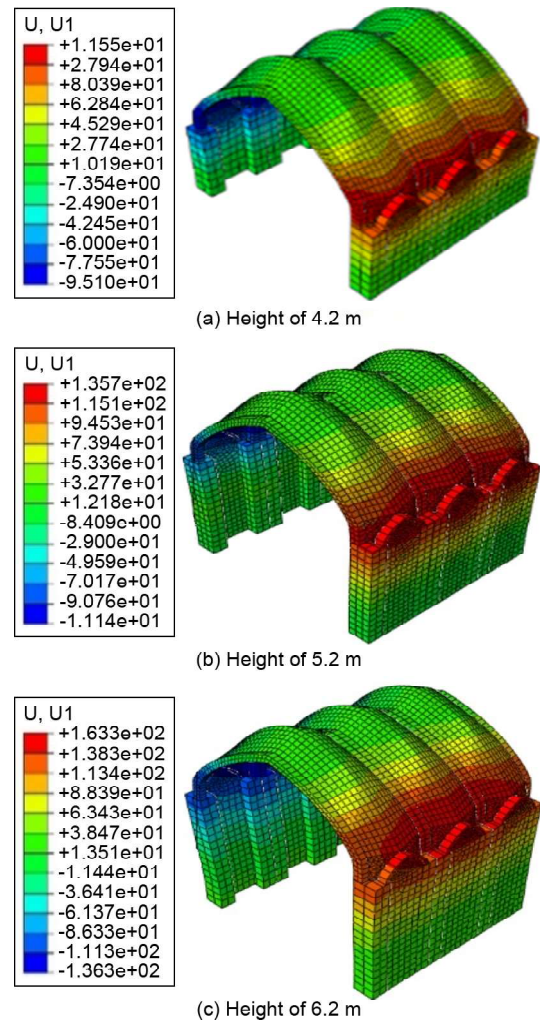 U, U1
+1.155e+01
+2.794e+01
+8.039e+01
+6.284e+01
+4.529e+01
+2.774e+01
+1.019e+01
-7.354e+00
-2.490e+01
-4.245e+01
-6.000e+01
-7.755e+01
-9.510e+01
(a) Height of 4.2 m
U, U1
+1.357e+02
+1.151e+02
+9.453e+01
+7.394e+01
+5.336e+01
+3.277e+01
+1.218e+01
-8.409e+00
-2.900e+01
-4.959e+01
-7.017e+01
-9.076e+01
-1.114e+01
(b) Height of 5.2 m
U, U1
+1.633e+02
+1.383e+02
+1.134e+02
+8.839e+01
+6.343e+01
+3.847e+01
+1.351e+01
-1.144e+01
-3.641e+01
-6.137e+01
-8.633e+01
-1.113e+02
-1.363e+02
(c) Height of 6.2 m